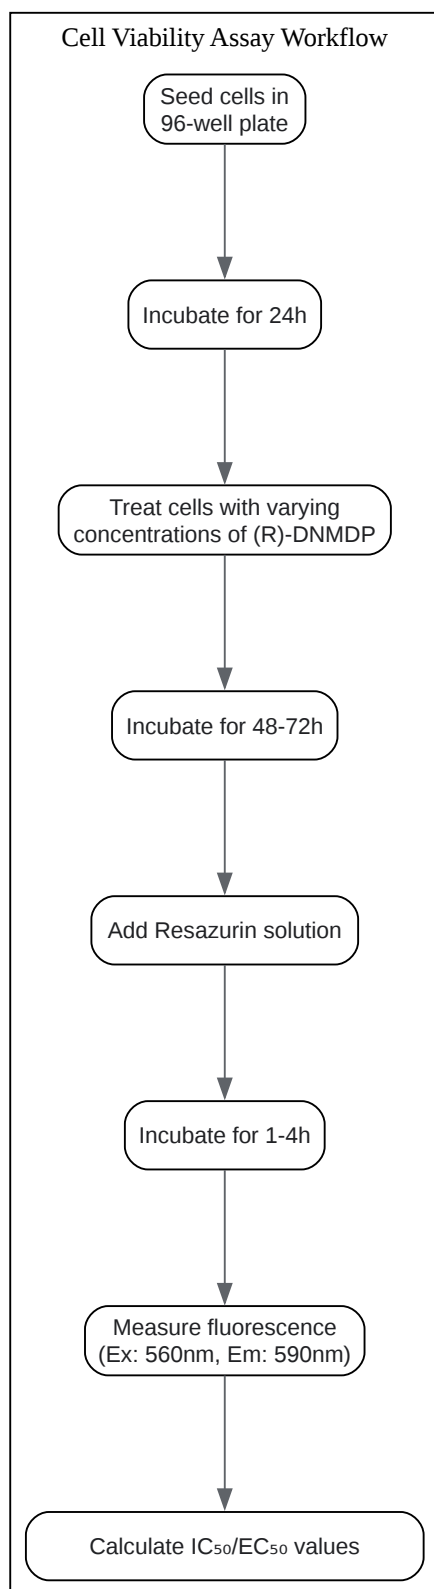 Cell Viability Assay Workflow
Seed cells in
96-well plate
Incubate for 24h
Treat cells with varying
concentrations of (R)-DNMDP
Incubate for 48-72h
Add Resazurin solution
Incubate for 1-4h
Measure fluorescence
(Ex: 560nm, Em: 590nm)
Calculate IC₅₀/EC₅₀ values